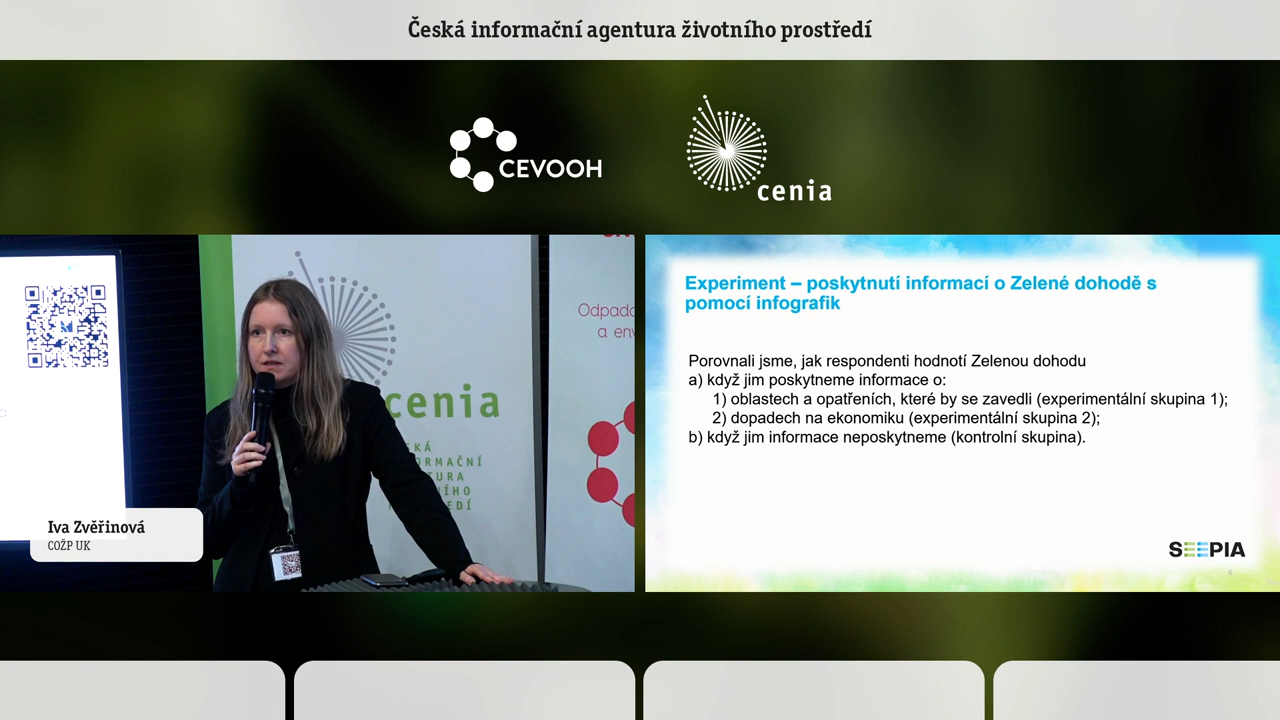 Česká informační agentura životního prostředí
CEVOOH
cenia
Odpado
a env
cenia
Iva Zvěřinová
COŽP UK
Experiment – poskytnutí informací o Zelené dohodě s
pomocí infografik
Porovnali jsme, jak respondenti hodnotí Zelenou dohodu
a) když jim poskytneme informace o:
1) oblastech a opatřeních, které by se zavedli (experimentální skupina 1);
2) dopadech na ekonomiku (experimentální skupina 2);
b) když jim informace neposkytneme (kontrolní skupina).
SEEPIA
6